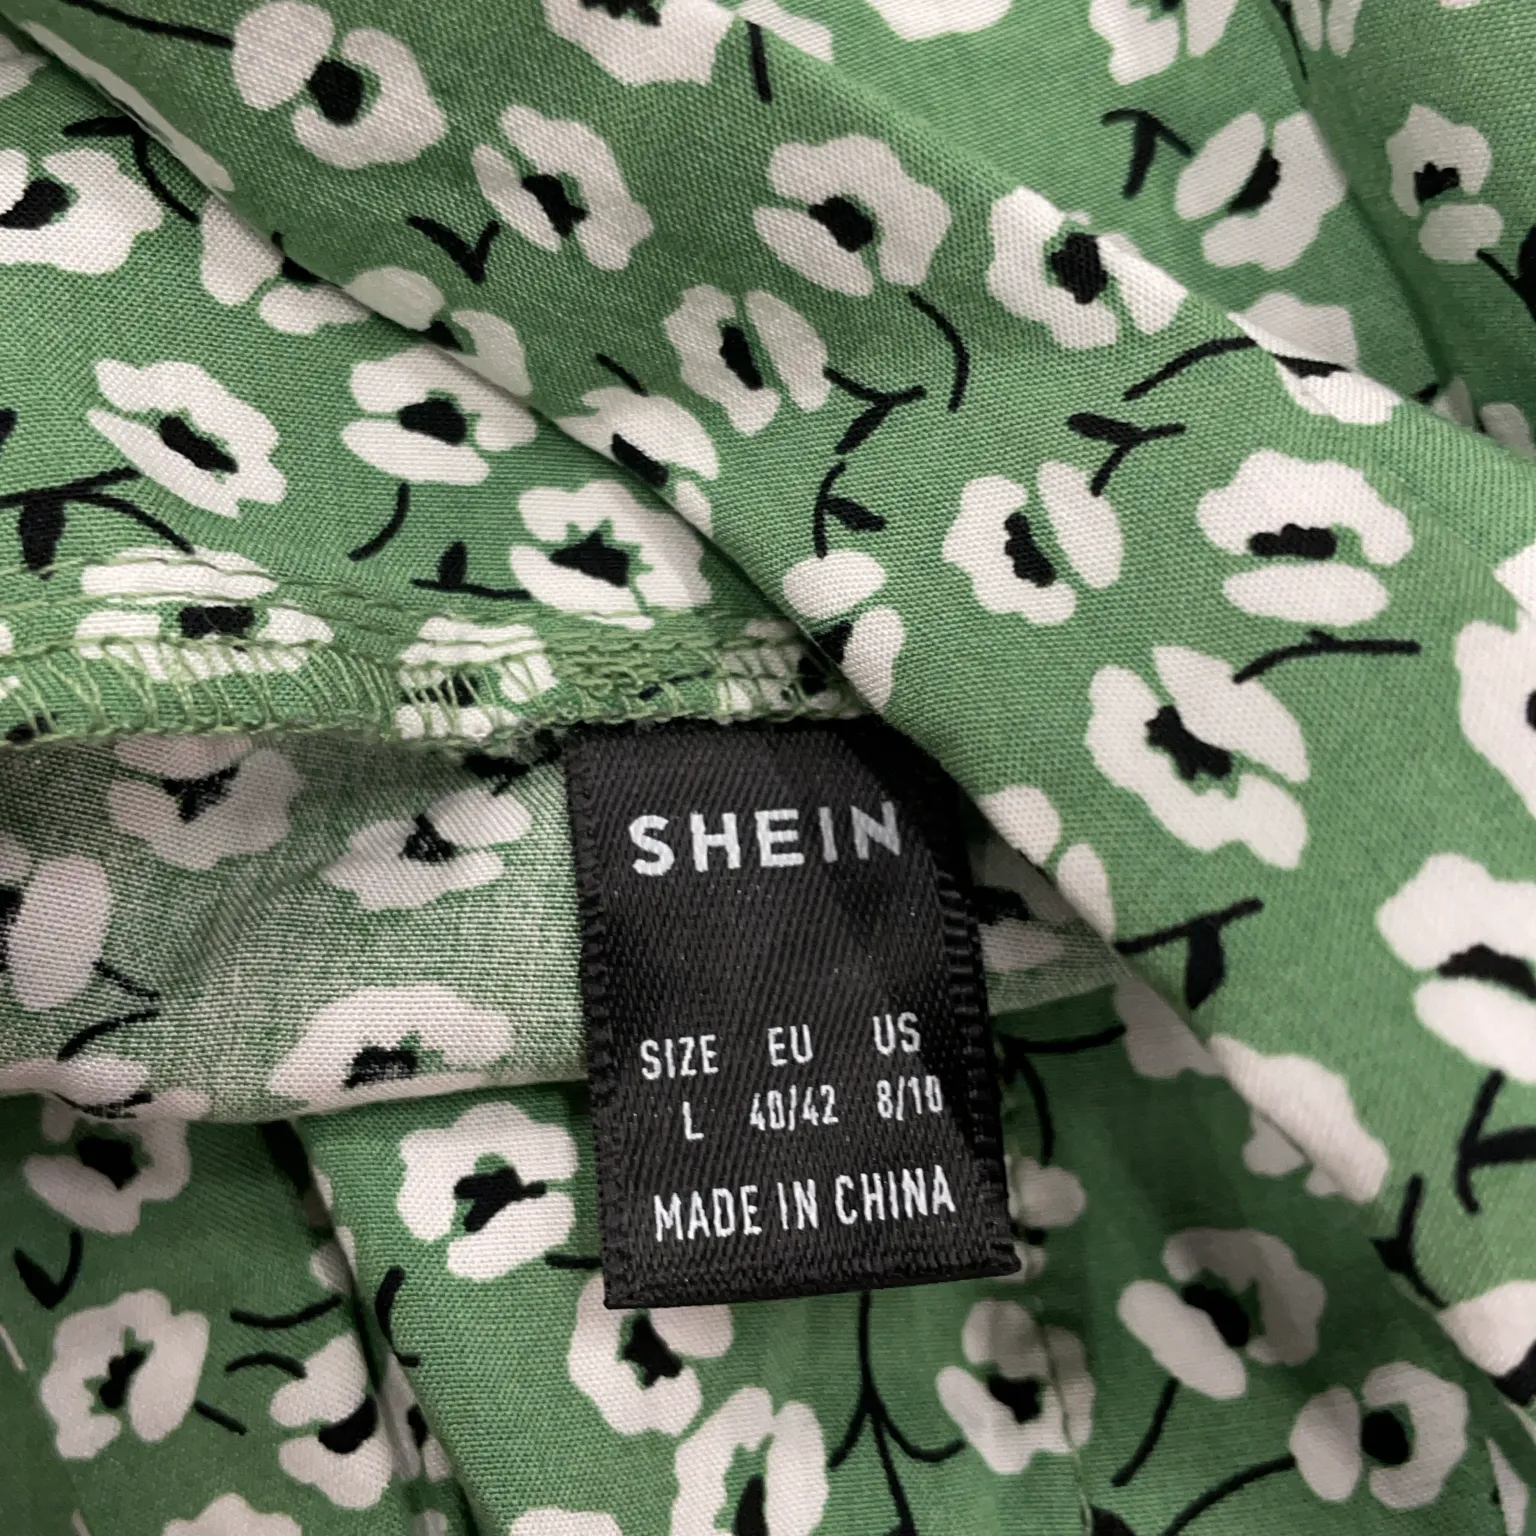 SHEIN
SIZE EU US
L 40/42 8/10
MADE IN CHINA